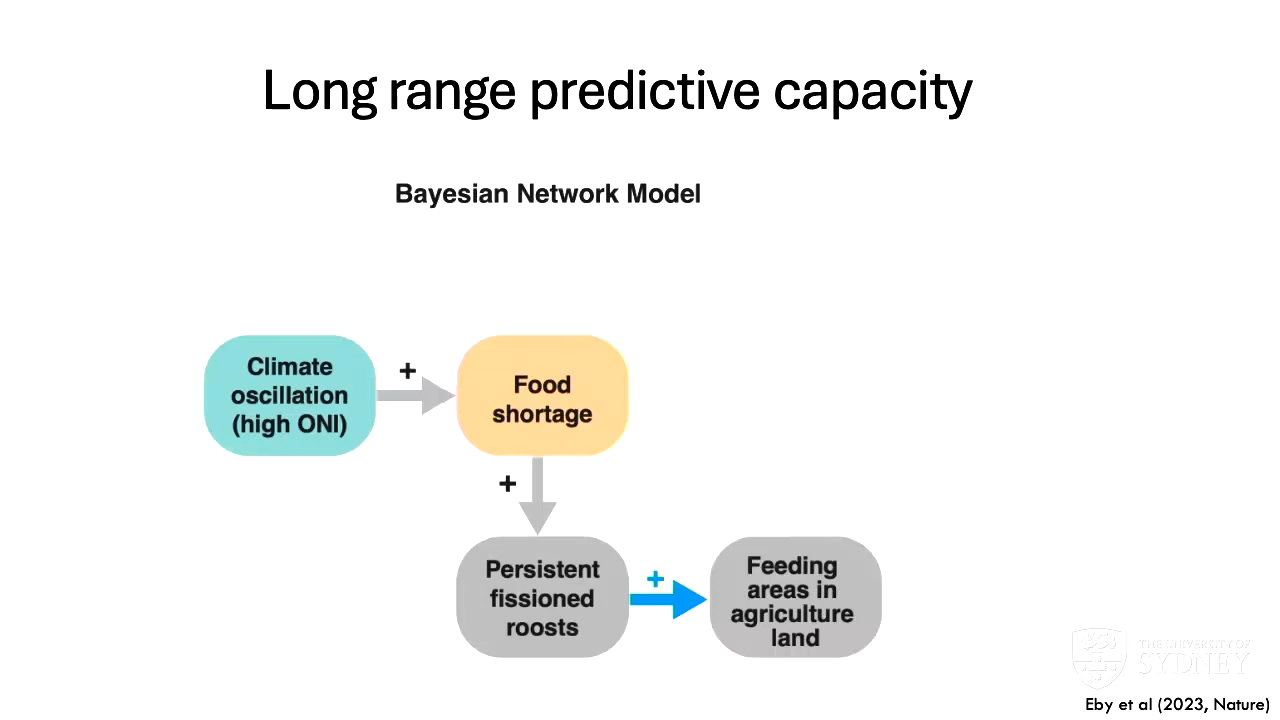 Long range predictive capacity
Bayesian Network Model
Climate
oscillation
(high ONI)
+
Food
shortage
+
Persistent
fissioned
roosts
+
Feeding
areas in
agriculture
land
THE UNIVERSITY OF
SYDNEY
Eby et al (2023, Nature)